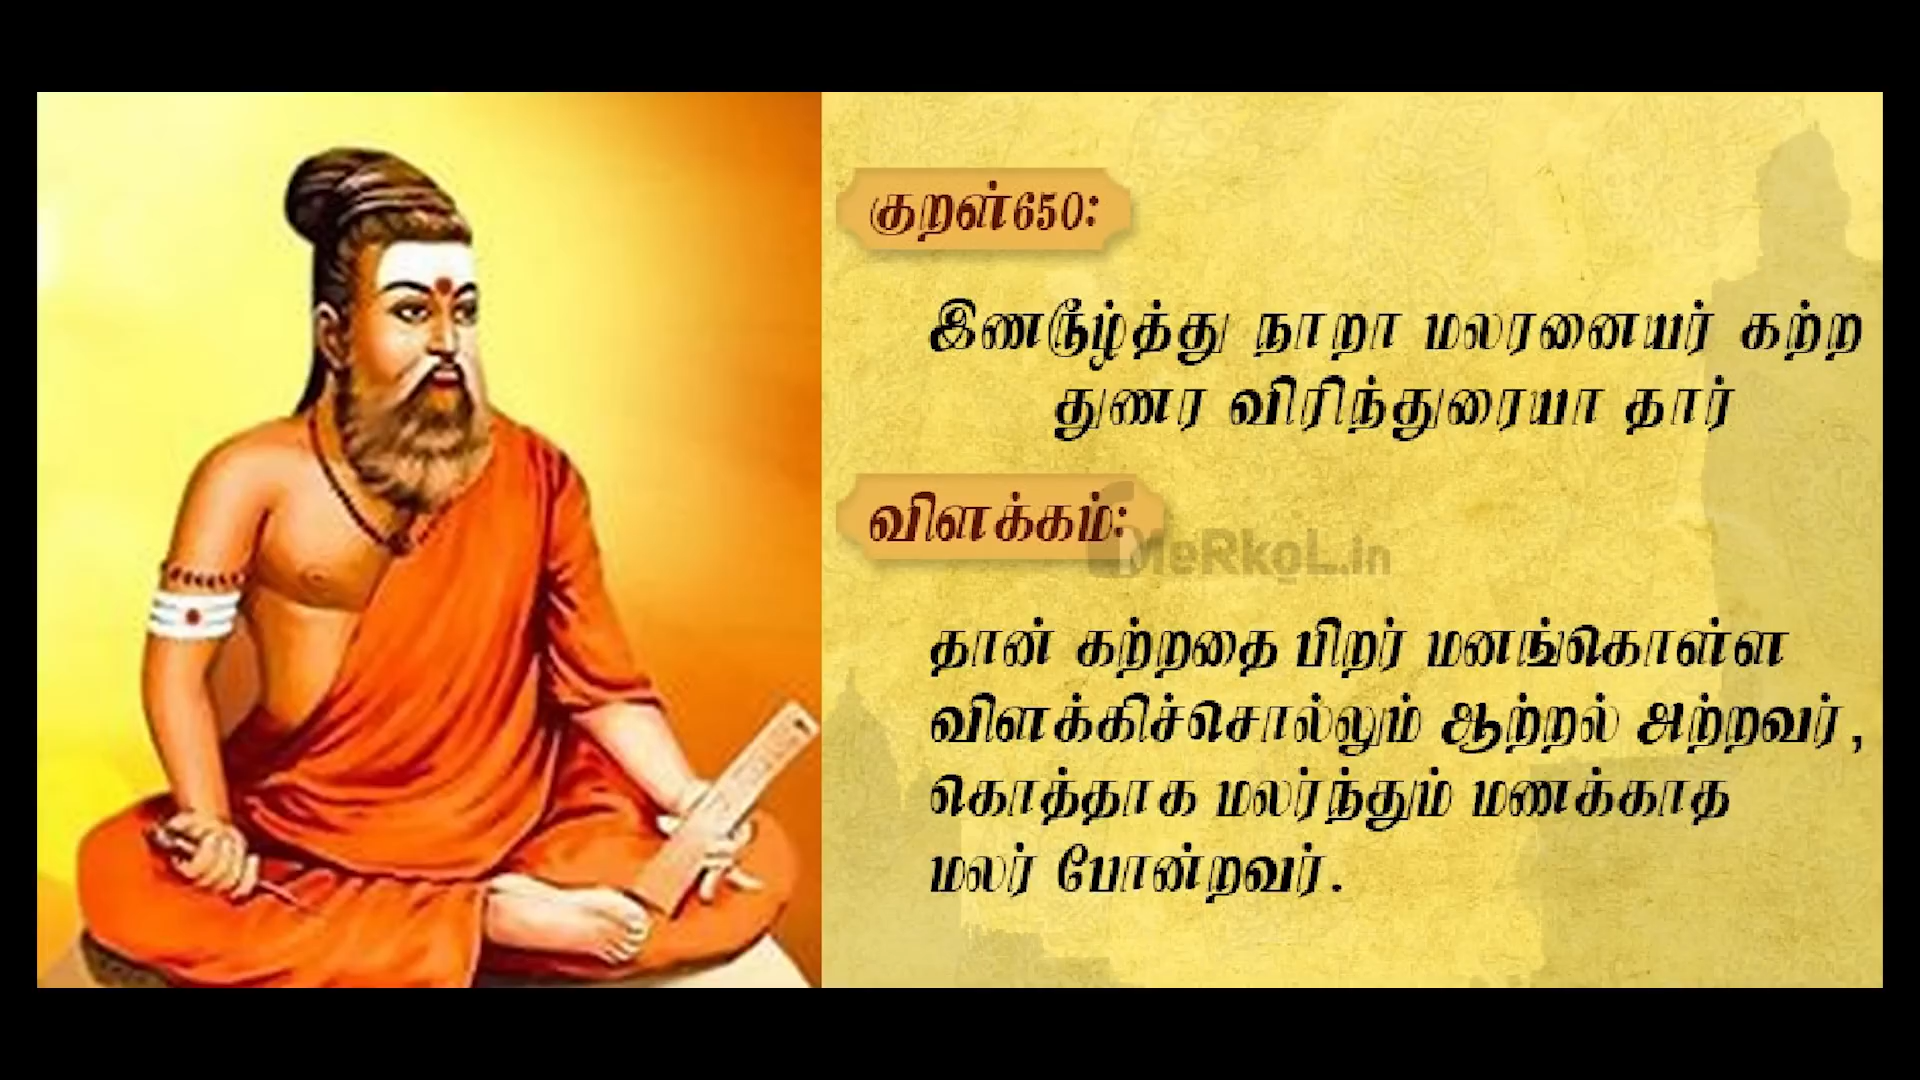 குறள்650:
இணரூழ்த்து நாறா மலரனையர் கற்ற
துணர விரிந்துரையா தார்
விளக்கம்:
MeRkoL.in
தான் கற்றதை பிறர் மனங்கொள்ள
விளக்கிச்சொல்லும் ஆற்றல் அற்றவர்,
கொத்தாக மலர்ந்தும் மணக்காத
மலர் போன்றவர்.